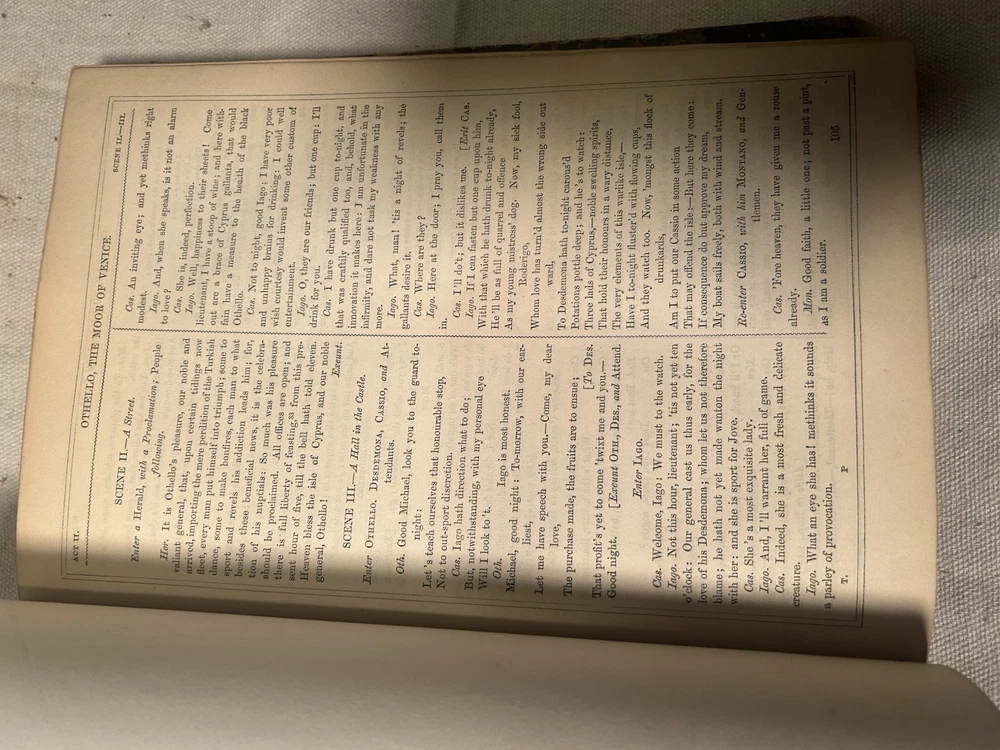 ACT II.
OTHELLO, THE MOOR OF VENICE.
SCENE II.—III.
SCENE II.—A Street.
Enter a Herald, with a Proclamation; People
following.
Her. It is Othello's pleasure, our noble and
valiant general, that, upon certain tidings now
arrived, importing the mere perdition of the Turkish
fleet, every man put himself into triumph; some to
dance, some to make bonfires, each man to what
sport and revels his addiction leads him; for,
besides these beneficial news, it is the celebra-
tion of his nuptials: So much was his pleasure
should be proclaimed. All offices are open; and
there is full liberty of feasting, from this pre-
sent hour of five, till the bell hath told eleven.
Heaven bless the isle of Cyprus, and our noble
general, Othello!
Exeunt.
SCENE III.—A Hall in the Castle.
Enter OTHELLO, DESDEMONA, CASSIO, and At-
tendants.
Oth. Good Michael, look you to the guard to-
night:
Let's teach ourselves that honourable stop,
Not to out-sport discretion.
Cas. Iago hath direction what to do;
But, notwithstanding, with my personal eye
Will I look to't.
Oth. Iago is most honest.
Michael, good night: To-morrow, with our ear-
liest,
Let me have speech with you—Come, my dear
love,
The purchase made, the fruits are to ensue;
[To DES.
That profit's yet to come 'twixt me and you.—
Good night. [Exeunt OTH., DES., and Attend.
Enter IAGO.
Cas. Welcome, Iago: We must to the watch.
Iago. Not this hour, lieutenant; 'tis not yet ten
o'clock: Our general cast us thus early, for the
love of his Desdemona; whom let us not therefore
blame; he hath not yet made wanton the night
with her: and she is sport for Jove.
Cas. She's a most exquisite lady.
Iago. And, I'll warrant her, full of game.
Cas. Indeed, she is a most fresh and delicate
creature.
Iago. What an eye she has! methinks it sounds
a parley of provocation.
T. P
Cas. An inviting eye; and yet methinks right
modest.
Iago. And, when she speaks, is it not an alarm
to love?
Cas. She is, indeed, perfection.
Iago. Well, happiness to their sheets! Come
lieutenant, I have a stoop of wine; and here with-
out are a brace of Cyprus gallants, that would
fain have a measure to the health of the black
Othello.
Cas. Not to night, good Iago; I have very poor
and unhappy brains for drinking: I could well
wish courtesy would invent some other custom of
entertainment.
Iago. O, they are our friends; but one cup: I'll
drink for you.
Cas. I have drunk but one cup to-night, and
that was craftily qualified too, and, behold, what
innovation it makes here: I am unfortunate in the
infirmity, and dare not task my weakness with any
more.
Iago. What, man! 'tis a night of revels; the
gallants desire it.
Cas. Where are they?
Iago. Here at the door; I pray you, call them
in.
Cas. I'll do't; but it dislikes me. [Exit CAS.
Iago. If I can fasten but one cup upon him,
With that which he hath drunk to-night already,
He'll be as full of quarrel and offence
As my young mistress' dog. Now, my sick fool,
Roderigo,
Whom love has turn'd almost the wrong side out
ward,
To Desdemona hath to-night carous'd
Potations pottle deep; and he's to watch:
Three lads of Cyprus,—noble swelling spirits,
That hold their honours in a wary distance,
The very elements of this warlike isle,—
Have I to-night fluster'd with flowing cups,
And they watch too. Now, 'mongst this flock of
drunkards,
Am I to put our Cassio in some action
That may offend the isle:—But here they come:
If consequence do but approve my dream,
My boat sails freely, both with wind and stream.
Re-enter CASSIO, with him MONTANO, and Gen-
tlemen.
Cas. 'Fore heaven, they have given me a rouse
already.
Mon. Good faith, a little one; not past a pint,
as I am a soldier.
105